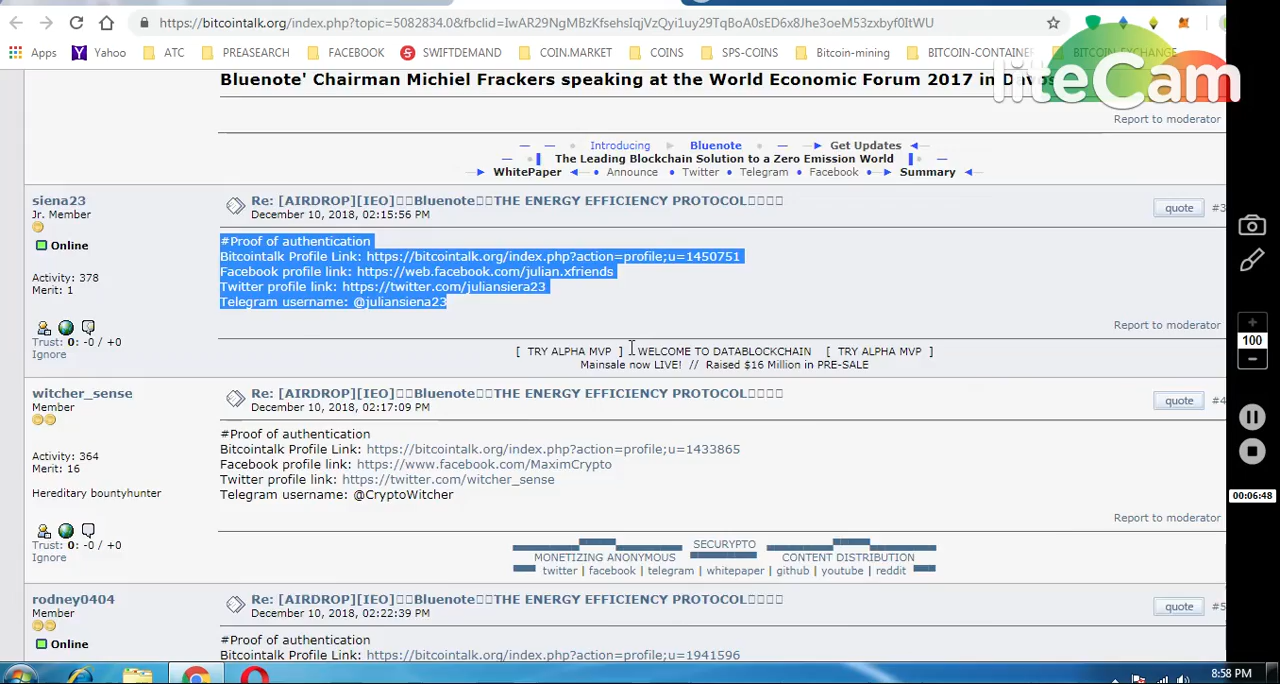 https://bitcointalk.org/index.php?topic=5082834.0&fbclid=IwAR29NgMBzKfsehsIqjVzQyi1uy29TqBoA0sED6x8Jhe3oeM53zxbyf0ItWU
Apps Yahoo ATC PREASEARCH FACEBOOK SWIFTDEMAND COIN.MARKET COINS SPS-COINS Bitcoin-mining BITCOIN-CONTAINER BITCOIN-EXCHANGE
liteCam
Bluenote' Chairman Michiel Frackers speaking at the World Economic Forum 2017 in Davos
Report to moderator
Introducing Bluenote Get Updates
The Leading Blockchain Solution to a Zero Emission World
WhitePaper • Announce • Twitter • Telegram • Facebook • Summary
siena23
Jr. Member
Online
Activity: 378
Merit: 1
Trust: 0: -0 / +0
Ignore
Re: [AIRDROP][IEO]▯▯Bluenote▯▯THE ENERGY EFFICIENCY PROTOCOL▯▯▯▯
December 10, 2018, 02:15:56 PM
quote #3
#Proof of authentication
Bitcointalk Profile Link: https://bitcointalk.org/index.php?action=profile;u=1450751
Facebook profile link: https://web.facebook.com/julian.xfriends
Twitter profile link: https://twitter.com/juliansiera23
Telegram username: @juliansiena23
Report to moderator
[ TRY ALPHA MVP ] WELCOME TO DATABLOCKCHAIN [ TRY ALPHA MVP ]
Mainsale now LIVE! // Raised $16 Million in PRE-SALE
witcher_sense
Member
Activity: 364
Merit: 16
Hereditary bountyhunter
Trust: 0: -0 / +0
Ignore
Re: [AIRDROP][IEO]▯▯Bluenote▯▯THE ENERGY EFFICIENCY PROTOCOL▯▯▯▯
December 10, 2018, 02:17:09 PM
quote #4
#Proof of authentication
Bitcointalk Profile Link: https://bitcointalk.org/index.php?action=profile;u=1433865
Facebook profile link: https://www.facebook.com/MaximCrypto
Twitter profile link: https://twitter.com/witcher_sense
Telegram username: @CryptoWitcher
Report to moderator
SECURYPTO
MONETIZING ANONYMOUS CONTENT DISTRIBUTION
twitter | facebook | telegram | whitepaper | github | youtube | reddit
rodney0404
Member
Online
Re: [AIRDROP][IEO]▯▯Bluenote▯▯THE ENERGY EFFICIENCY PROTOCOL▯▯▯▯
December 10, 2018, 02:22:39 PM
quote #5
#Proof of authentication
Bitcointalk Profile Link: https://bitcointalk.org/index.php?action=profile;u=1941596
100
00:06:48
8:58 PM